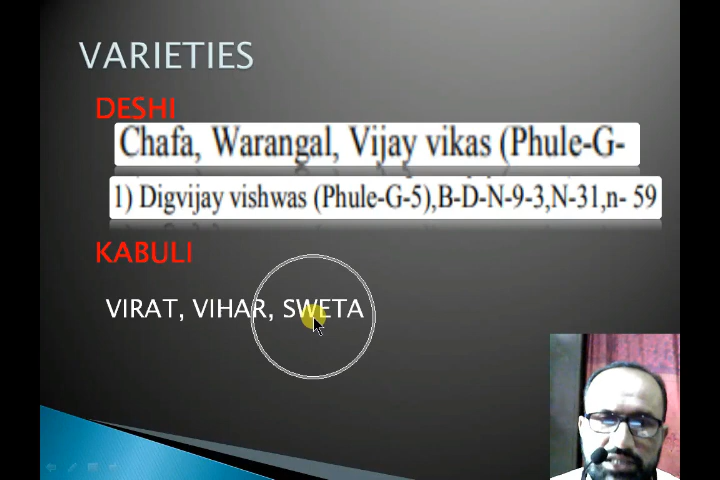 VARIETIES
DESHI
Chafa, Warangal, Vijay vikas (Phule-G-
1) Digvijay vishwas (Phule-G-5),B-D-N-9-3,N-31,n- 59
KABULI
VIRAT, VIHAR, SWETA